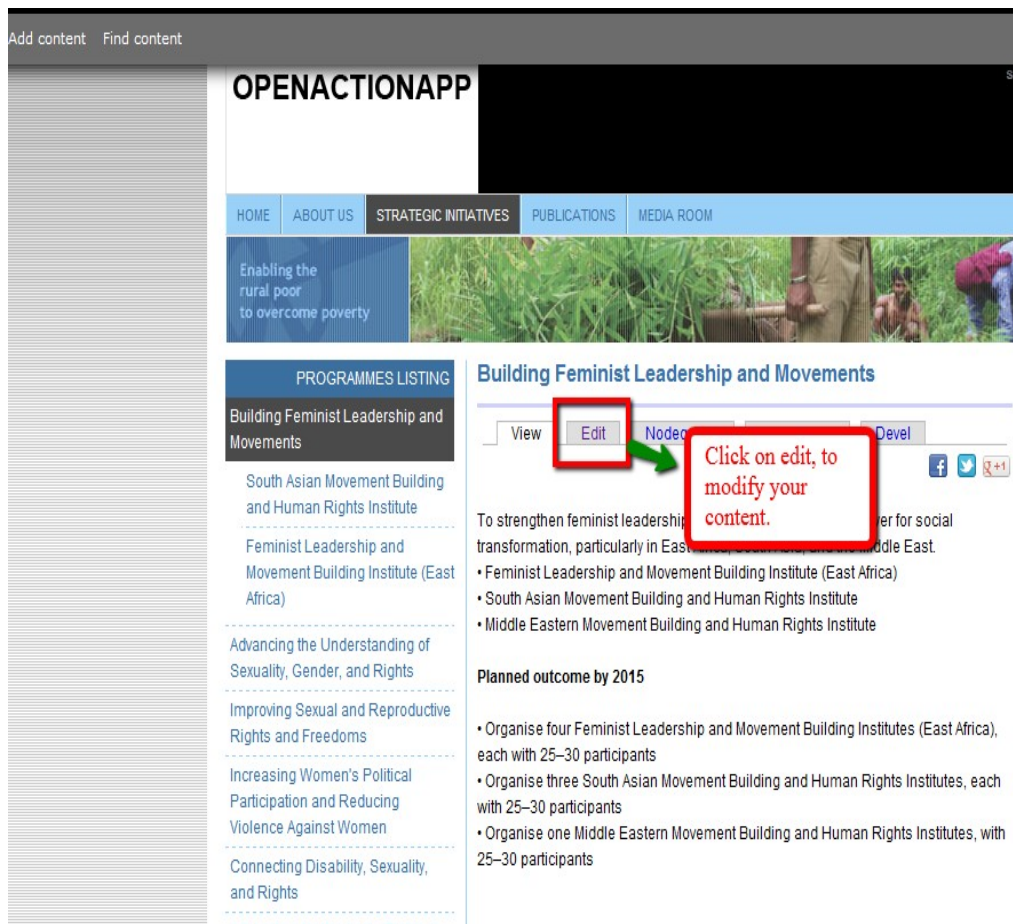 Add content Find content
OPENACTIONAPP
HOME ABOUT US STRATEGIC INITIATIVES PUBLICATIONS MEDIA ROOM
Enabling the
rural poor
to overcome poverty
PROGRAMMES LISTING
Building Feminist Leadership and
Movements
South Asian Movement Building
and Human Rights Institute
Feminist Leadership and
Movement Building Institute (East
Africa)
Advancing the Understanding of
Sexuality, Gender, and Rights
Improving Sexual and Reproductive
Rights and Freedoms
Increasing Women's Political
Participation and Reducing
Violence Against Women
Connecting Disability, Sexuality,
and Rights
Building Feminist Leadership and Movements
View Edit Devel
Click on edit, to
modify your
content.
+1
To strengthen feminist leadership for social
transformation, particularly in East Middle East.
• Feminist Leadership and Movement Building Institute (East Africa)
• South Asian Movement Building and Human Rights Institute
• Middle Eastern Movement Building and Human Rights Institute
Planned outcome by 2015
• Organise four Feminist Leadership and Movement Building Institutes (East Africa),
each with 25–30 participants
• Organise three South Asian Movement Building and Human Rights Institutes, each
with 25–30 participants
• Organise one Middle Eastern Movement Building and Human Rights Institutes, with
25–30 participants